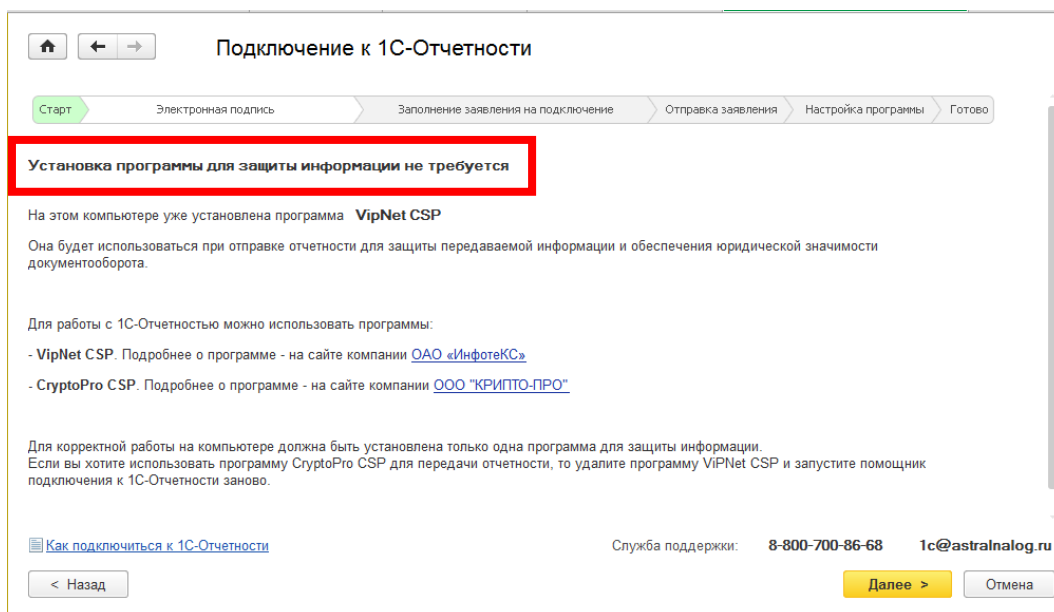 Подключение к 1С-Отчетности
Старт
Электронная подпись
Заполнение заявления на подключение
Отправка заявления
Настройка программы
Готово
Установка программы для защиты информации не требуется
На этом компьютере уже установлена программа VipNet CSP
Она будет использоваться при отправке отчетности для защиты передаваемой информации и обеспечения юридической значимости
документооборота.
Для работы с 1С-Отчетностью можно использовать программы:
- VipNet CSP. Подробнее о программе - на сайте компании ОАО «ИнфотеКС»
- CryptoPro CSP. Подробнее о программе - на сайте компании ООО "КРИПТО-ПРО"
Для корректной работы на компьютере должна быть установлена только одна программа для защиты информации.
Если вы хотите использовать программу CryptoPro CSP для передачи отчетности, то удалите программу ViPNet CSP и запустите помощник
подключения к 1С-Отчетности заново.
Как подключиться к 1С-Отчетности
Служба поддержки: 8-800-700-86-68 1c@astralnalog.ru
< Назад
Далее >
Отмена